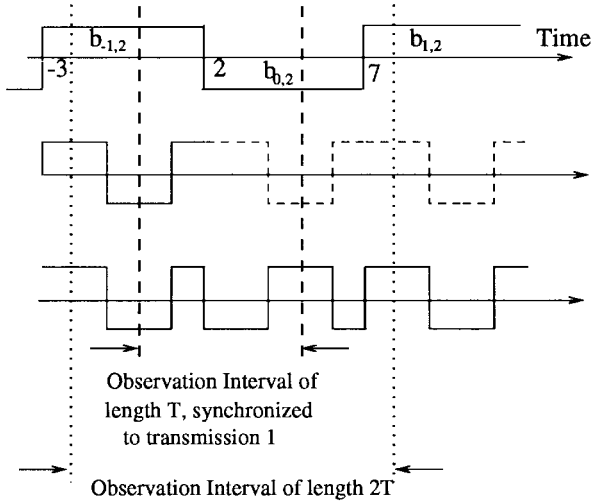 b-1,2
b1,2
Time
-3
2
b0,2
7
Observation Interval of
length T, synchronized
to transmission 1
Observation Interval of length 2T